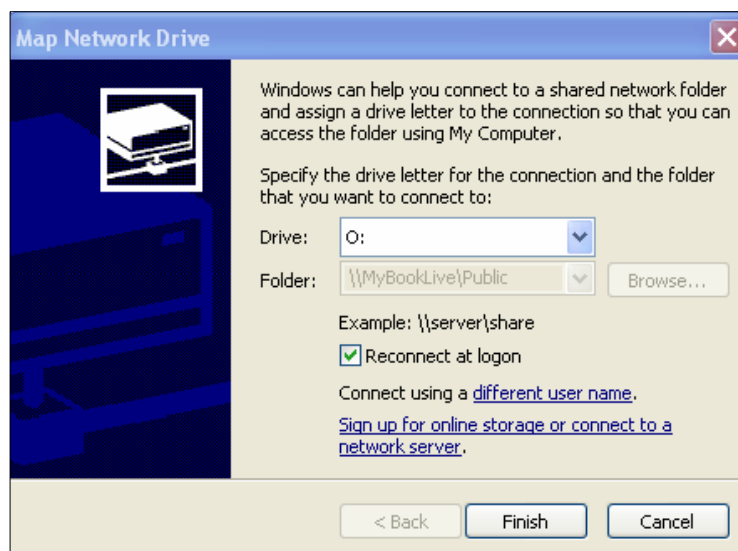 Map Network Drive
Windows can help you connect to a shared network folder
and assign a drive letter to the connection so that you can
access the folder using My Computer.
Specify the drive letter for the connection and the folder
that you want to connect to:
Drive: O:
Folder: \\MyBookLive\Public Browse...
Example: \\server\share
Reconnect at logon
Connect using a different user name.
Sign up for online storage or connect to a
network server.
< Back Finish Cancel